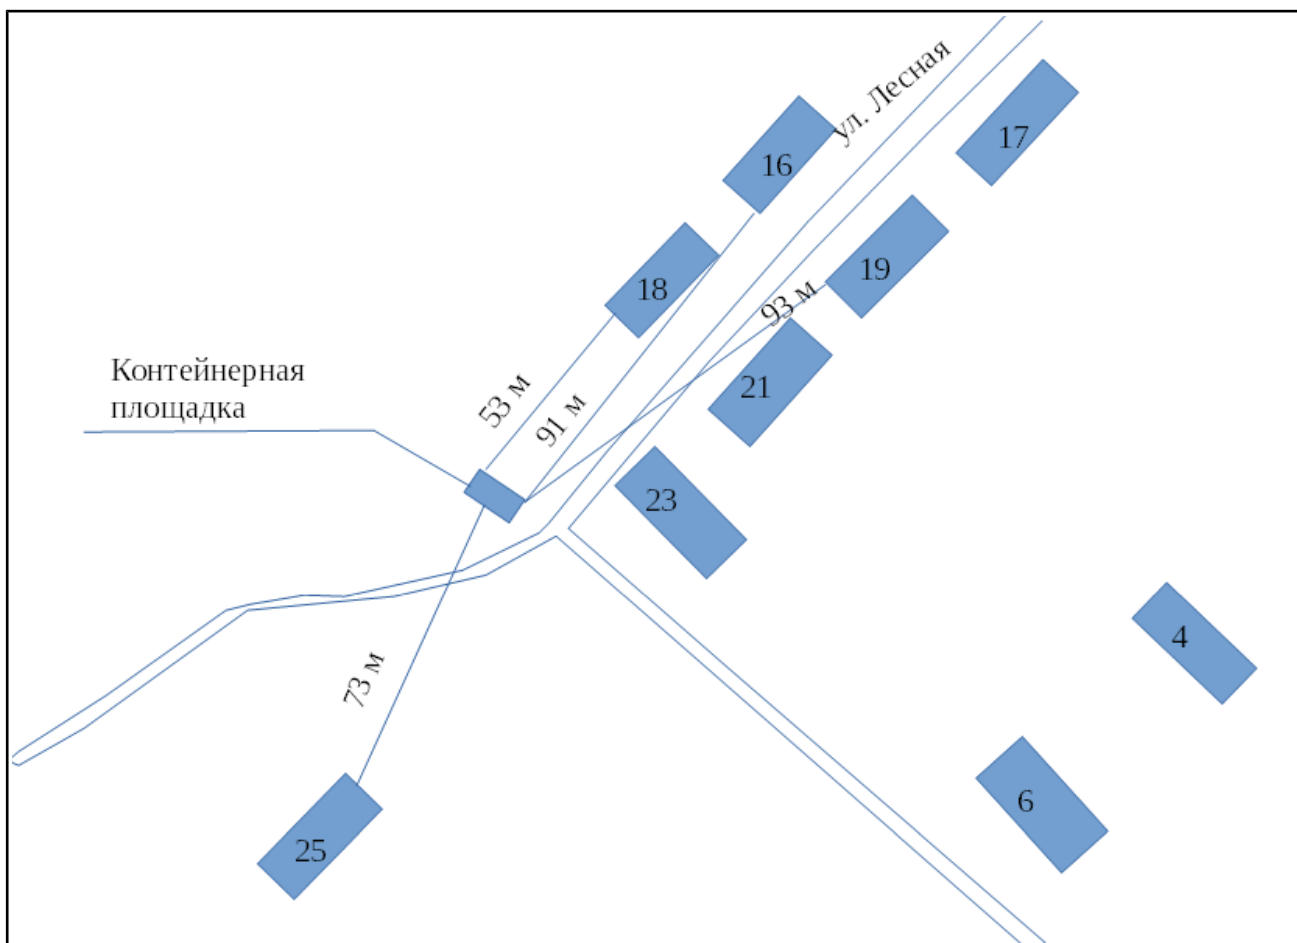 ул. Лесная
16
17
18
19
93 м
21
Контейнерная
площадка
53 м
91 м
23
4
73 м
6
25